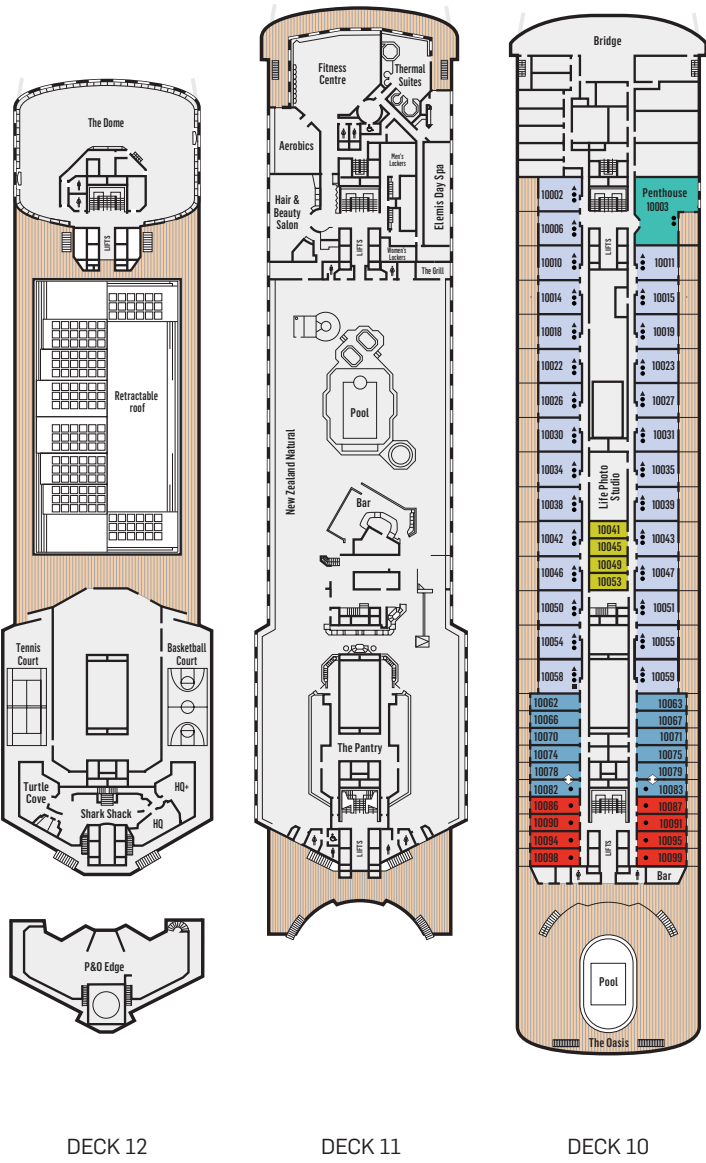 The Dome
LIFTS
Retractable
roof
Tennis
Court
Basketball
Court
Turtle
Cove
HQ+
Shark Shack
HQ
P&O Edge
DECK 12
Fitness
Centre
Thermal
Suites
Aerobics
Men's
Lockers
Elemis Day Spa
Hair &
Beauty
Salon
LIFTS
Women's
Lockers
The Grill
Pool
New Zealand Natural
Bar
The Pantry
LIFTS
DECK 11
Bridge
10002
Penthouse
10003
10006
LIFTS
10010
10011
10014
10015
10018
10019
10022
10023
10026
10027
10030
10031
10034
10035
Life Photo
Studio
10038
10039
10041
10042
10043
10045
10046
10047
10049
10053
10050
10051
10054
10055
10058
10059
10062
10063
10066
10067
10070
10071
10074
10075
10078
10079
10082
10083
10086
10087
10090
10091
10094
10095
LIFTS
10098
10099
Bar
Pool
The Oasis
DECK 10